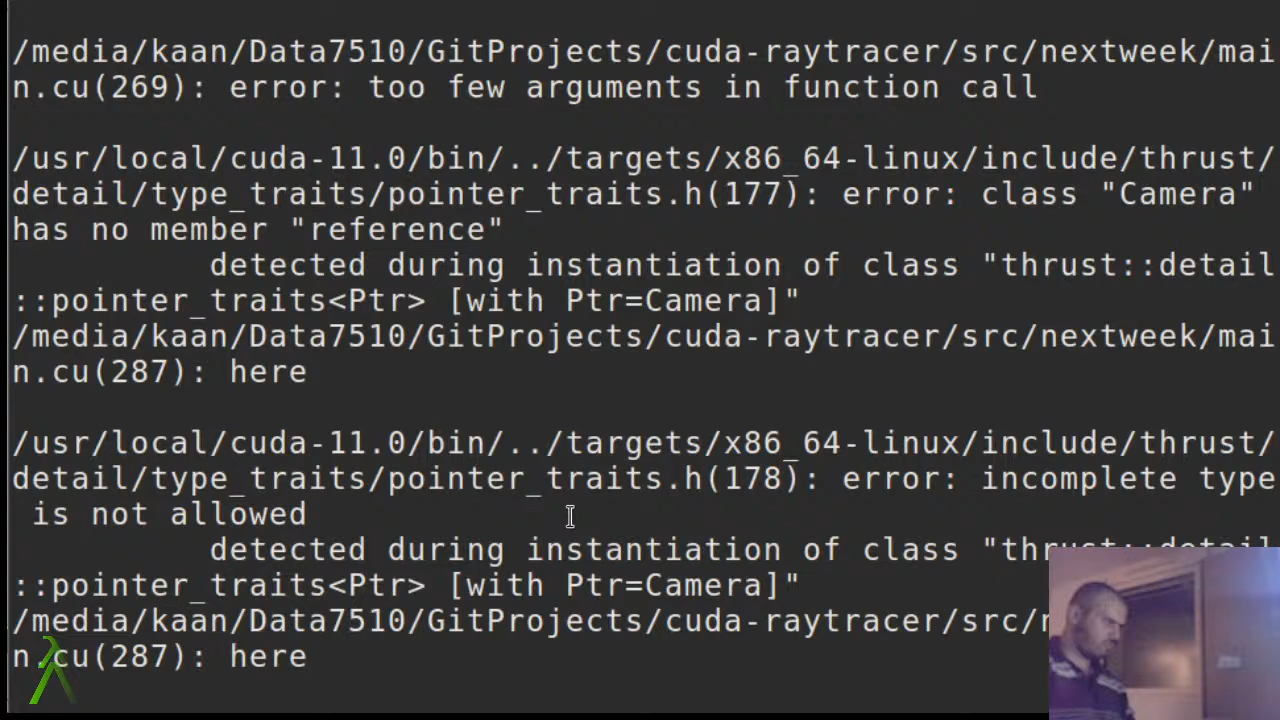 /media/kaan/Data7510/GitProjects/cuda-raytracer/src/nextweek/mai
n.cu(269): error: too few arguments in function call
/usr/local/cuda-11.0/bin/../targets/x86_64-linux/include/thrust/
detail/type_traits/pointer_traits.h(177): error: class "Camera"
has no member "reference"
detected during instantiation of class "thrust::detail
::pointer_traits<Ptr> [with Ptr=Camera]"
/media/kaan/Data7510/GitProjects/cuda-raytracer/src/nextweek/mai
n.cu(287): here
/usr/local/cuda-11.0/bin/../targets/x86_64-linux/include/thrust/
detail/type_traits/pointer_traits.h(178): error: incomplete type
is not allowed
detected during instantiation of class "thrust::detail
::pointer_traits<Ptr> [with Ptr=Camera]"
/media/kaan/Data7510/GitProjects/cuda-raytracer/src/
n.cu(287): here